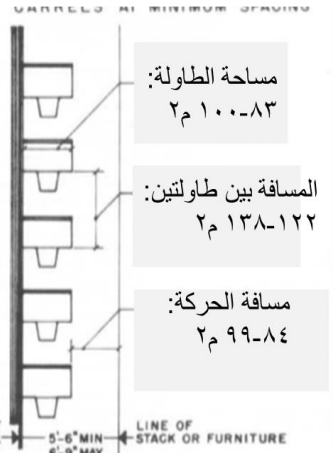 CARRELS AT MINIMUM SPACING
مساحة الطاولة:
٨٣-١٠٠ م٢
المسافة بين طاولتين:
١٢٢-١٣٨ م٢
مسافة الحركة:
٨٤-٩٩ م٢
5'-6" MIN
6'-9" MAX
LINE OF
STACK OR FURNITURE